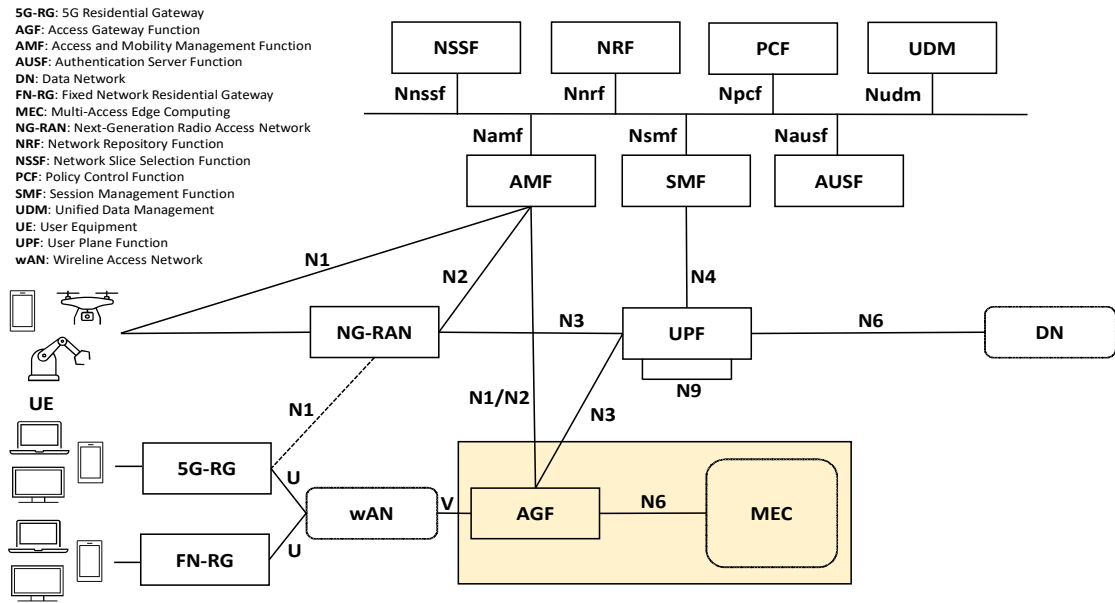 5G-RG: 5G Residential Gateway
AGF: Access Gateway Function
AMF: Access and Mobility Management Function
AUSF: Authentication Server Function
DN: Data Network
FN-RG: Fixed Network Residential Gateway
MEC: Multi-Access Edge Computing
NG-RAN: Next-Generation Radio Access Network
NRF: Network Repository Function
NSSF: Network Slice Selection Function
PCF: Policy Control Function
SMF: Session Management Function
UDM: Unified Data Management
UE: User Equipment
UPF: User Plane Function
wAN: Wireline Access Network
NSSF NRF PCF UDM
Nnssf Nnrf Npcf Nudm
Namf Nsmf Nausf
AMF SMF AUSF
N1 N2 N4
NG-RAN N3 UPF N6 DN
N9
UE N1 N1/N2 N3
5G-RG U
wAN V AGF N6 MEC
FN-RG U